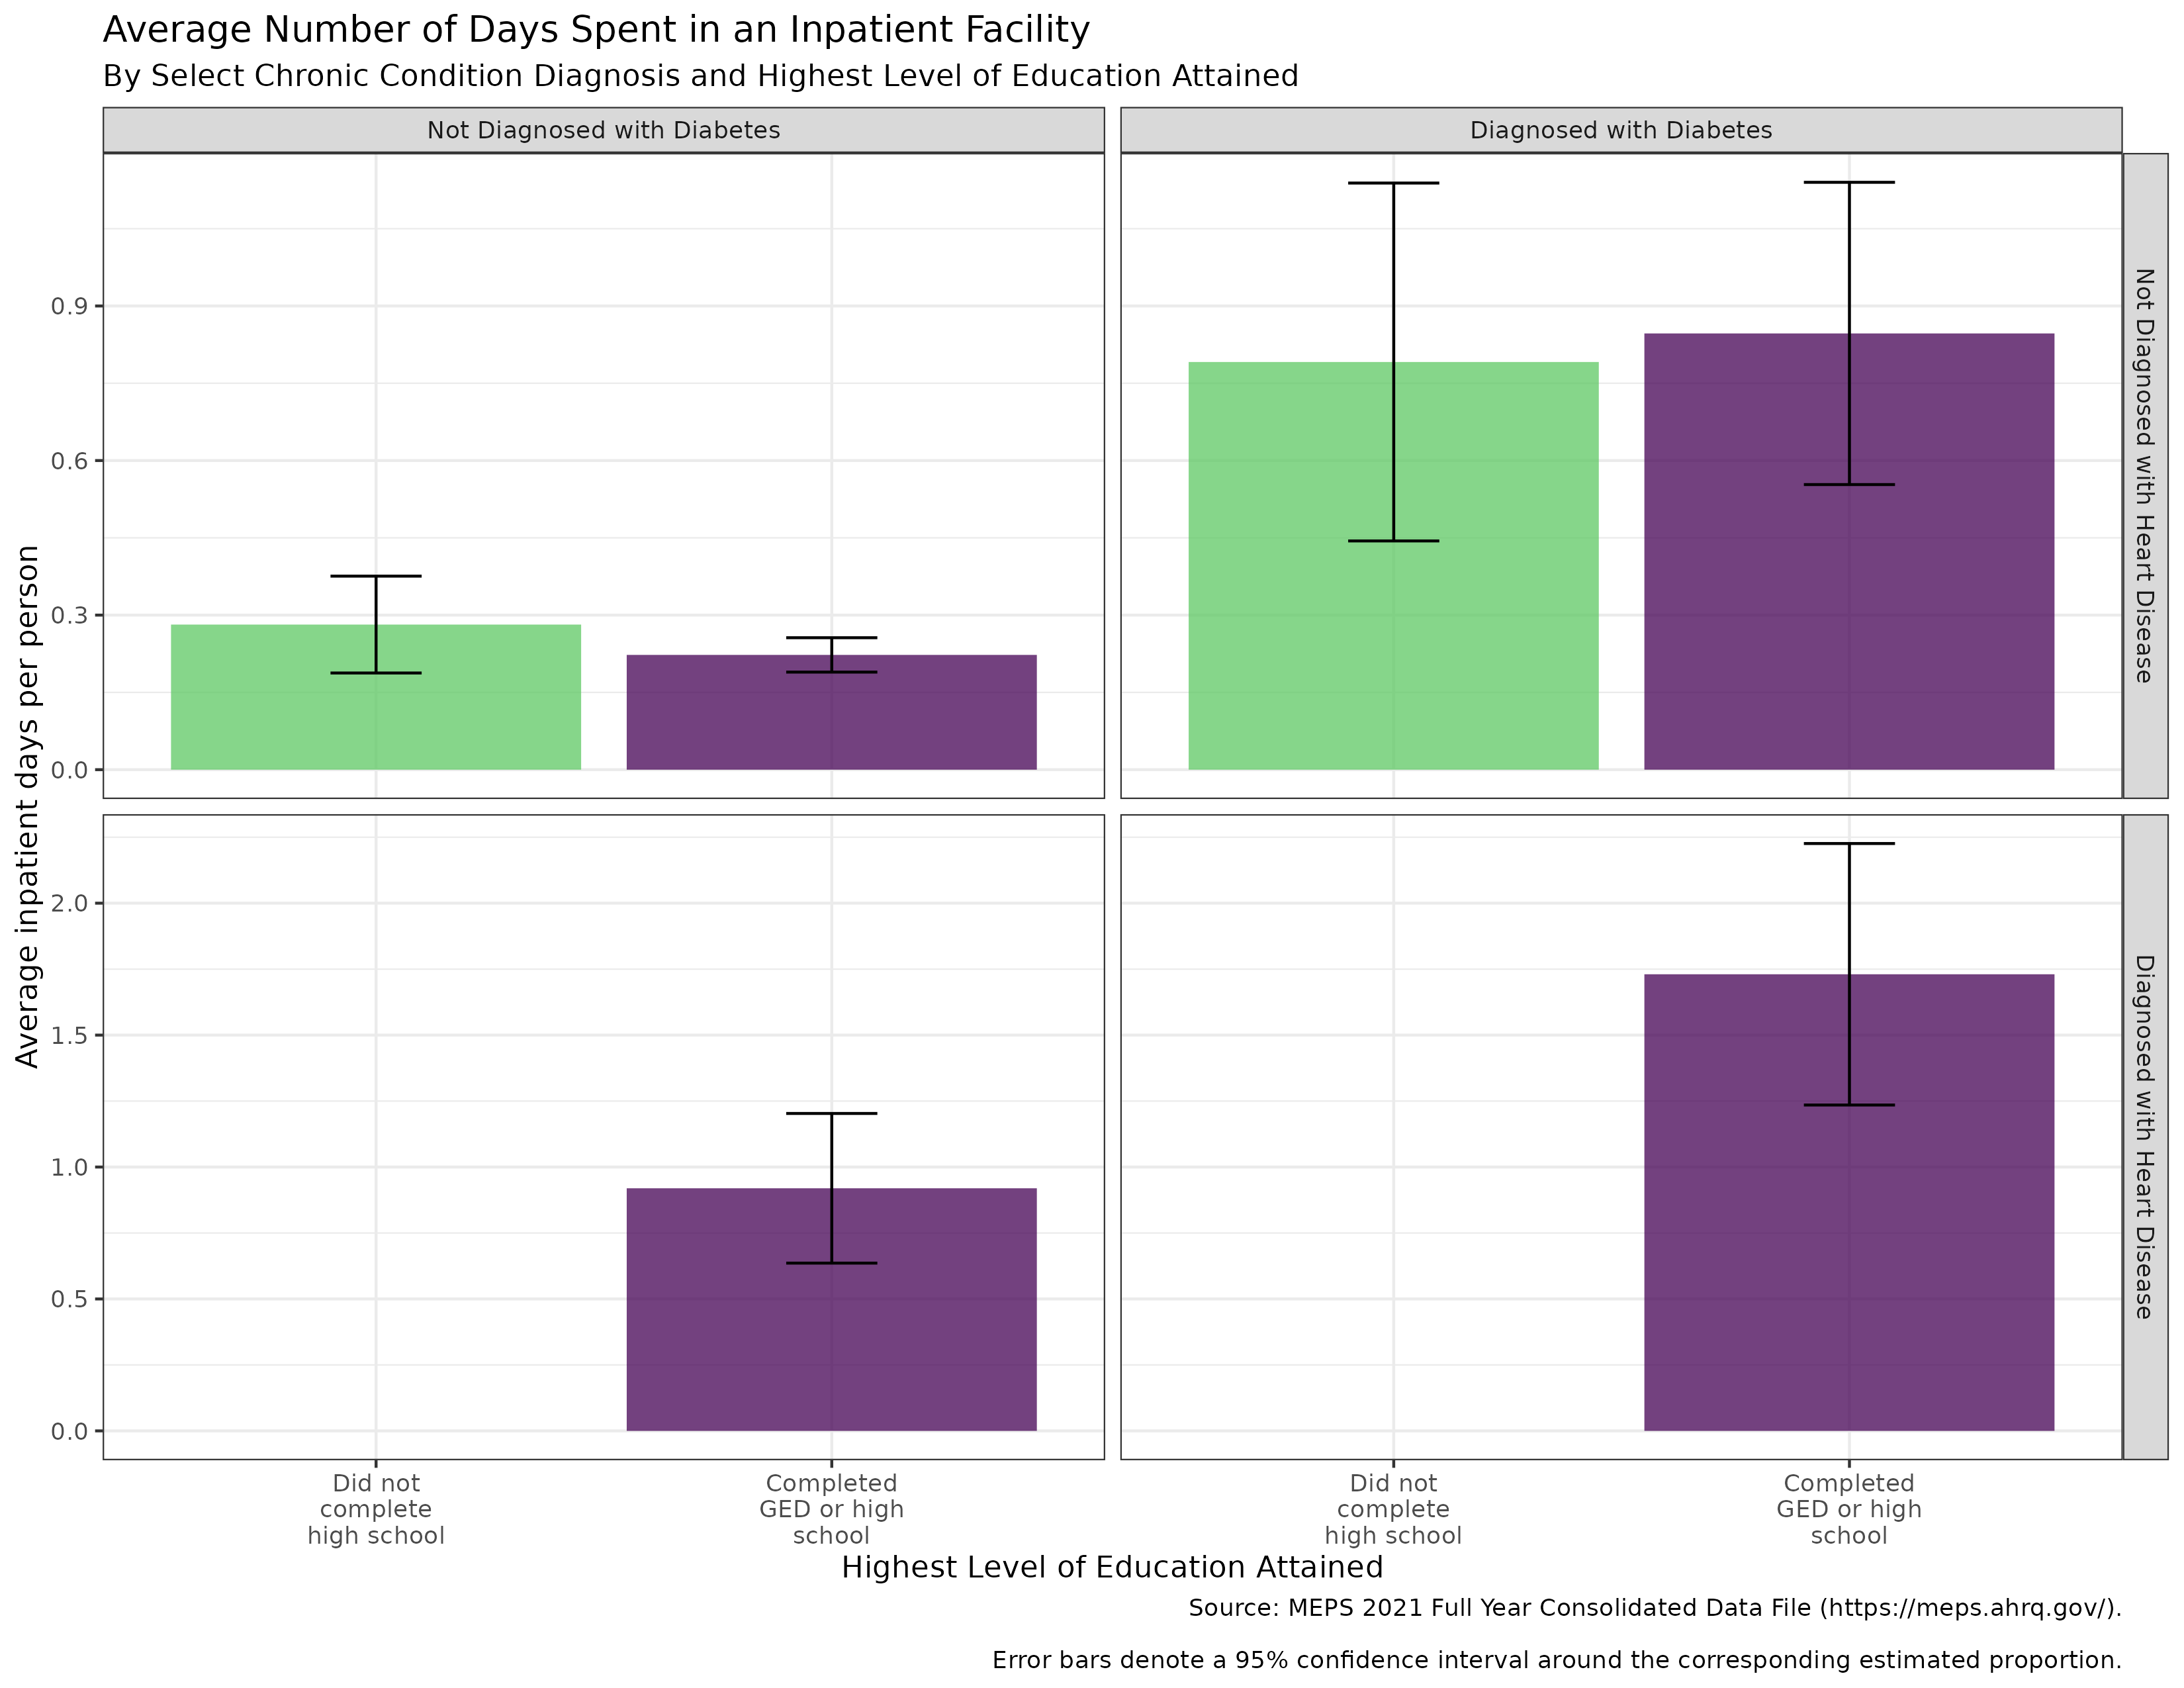 Average Number of Days Spent in an Inpatient Facility
By Select Chronic Condition Diagnosis and Highest Level of Education Attained
Not Diagnosed with Diabetes
Diagnosed with Diabetes
Average inpatient days per person
0.9
0.6
0.3
0.0
Not Diagnosed with Heart Disease
2.0
1.5
1.0
0.5
0.0
Diagnosed with Heart Disease
Did not
complete
high school
Completed
GED or high
school
Did not
complete
high school
Completed
GED or high
school
Highest Level of Education Attained
Source: MEPS 2021 Full Year Consolidated Data File (https://meps.ahrq.gov/).
Error bars denote a 95% confidence interval around the corresponding estimated proportion.